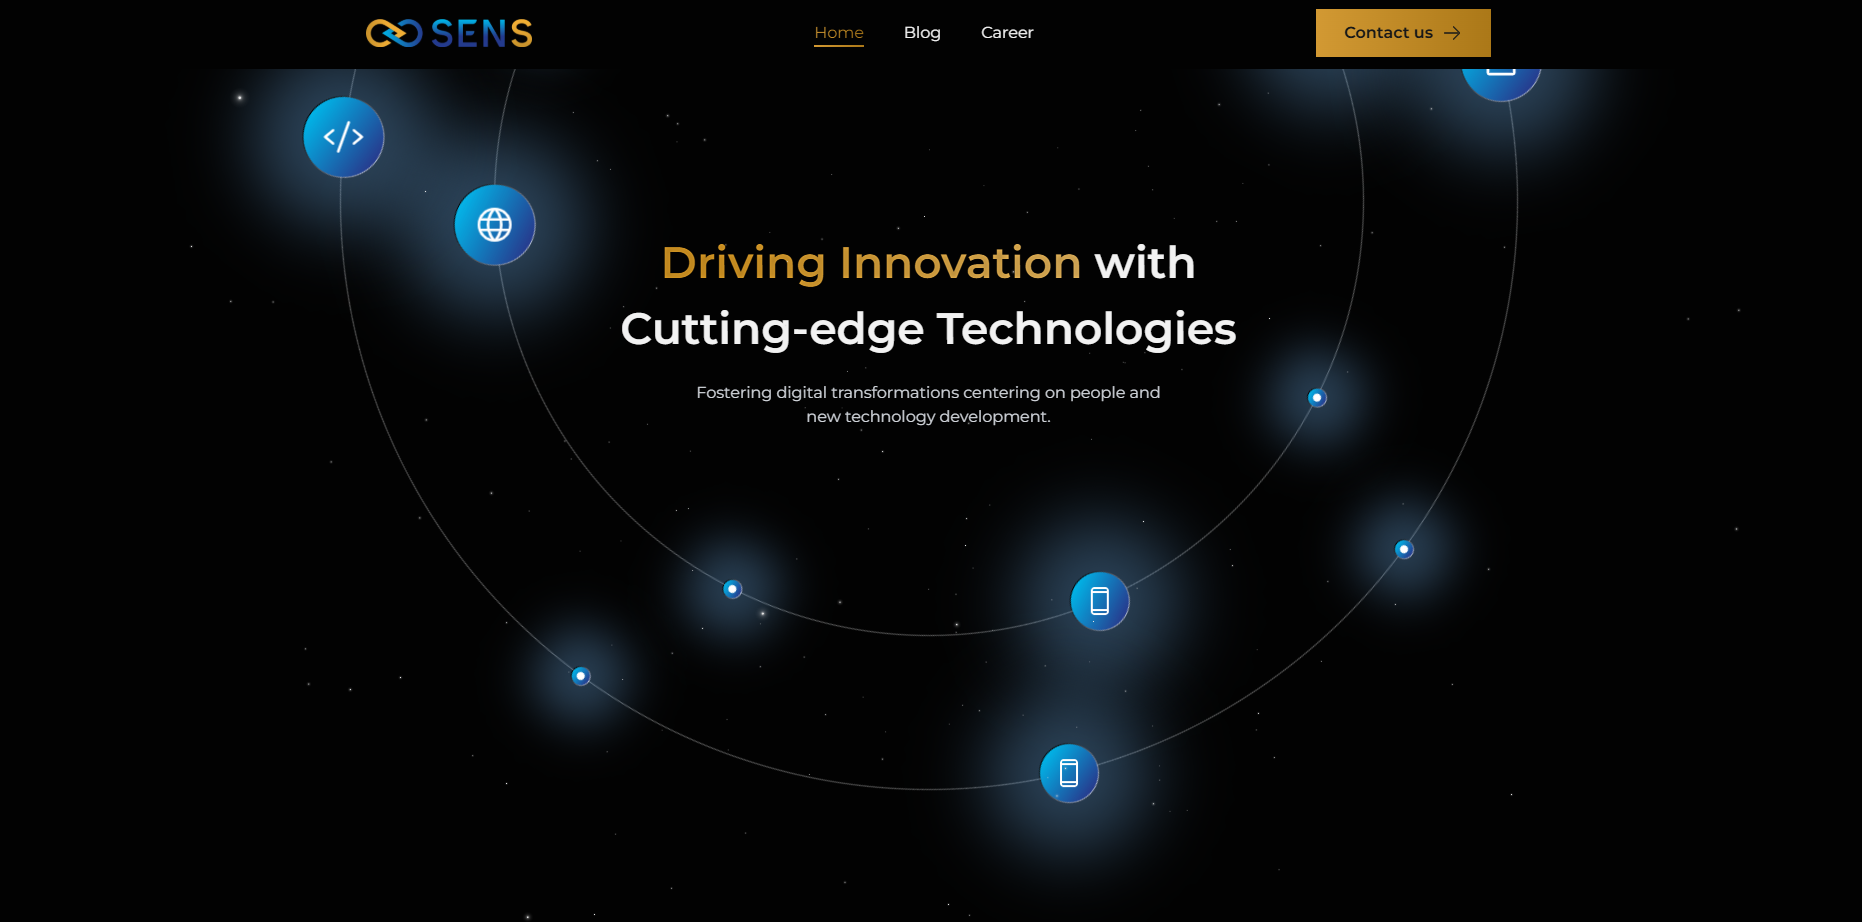 SENS
Home
Blog
Career
Contact us
Driving Innovation with
Cutting-edge Technologies
Fostering digital transformations centering on people and
new technology development.